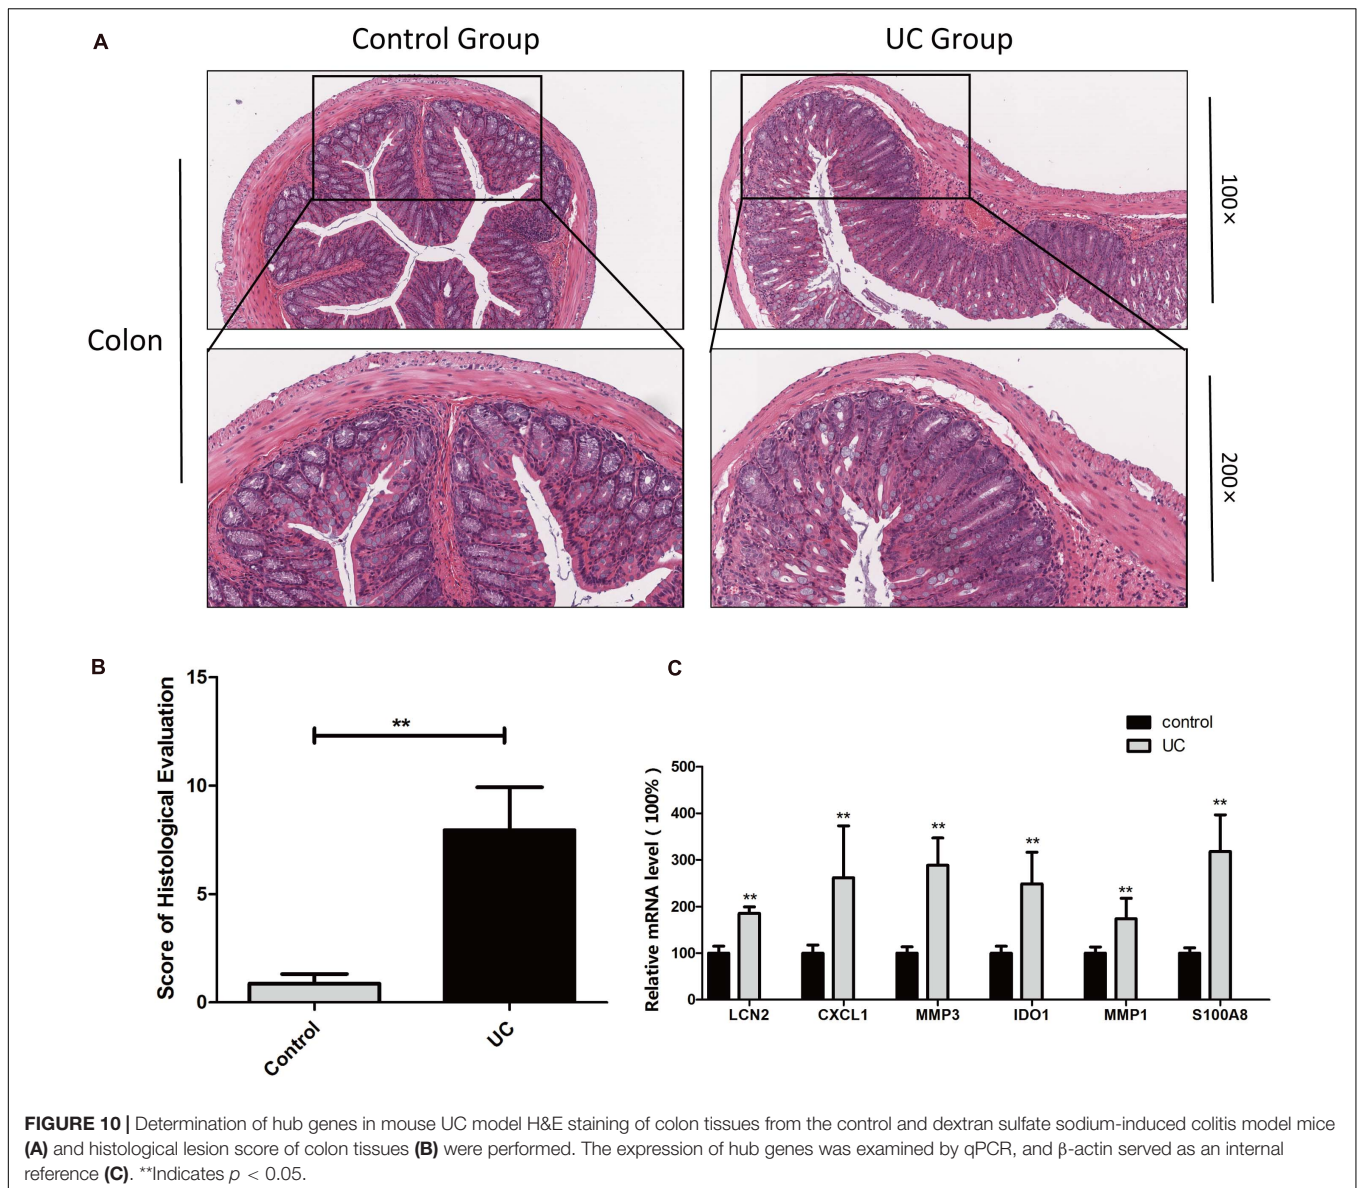 A
Control Group
UC Group
Colon
100×
200×
B
Score of Histological Evaluation
15
10
5
0
**
Control
UC
C
control
UC
Relative mRNA level ( 100% )
500
400
300
200
100
0
** ** ** ** ** **
LCN2 CXCL1 MMP3 IDO1 MMP1 S100A8
FIGURE 10 | Determination of hub genes in mouse UC model H&E staining of colon tissues from the control and dextran sulfate sodium-induced colitis model mice
(A) and histological lesion score of colon tissues (B) were performed. The expression of hub genes was examined by qPCR, and β-actin served as an internal
reference (C). **Indicates p < 0.05.